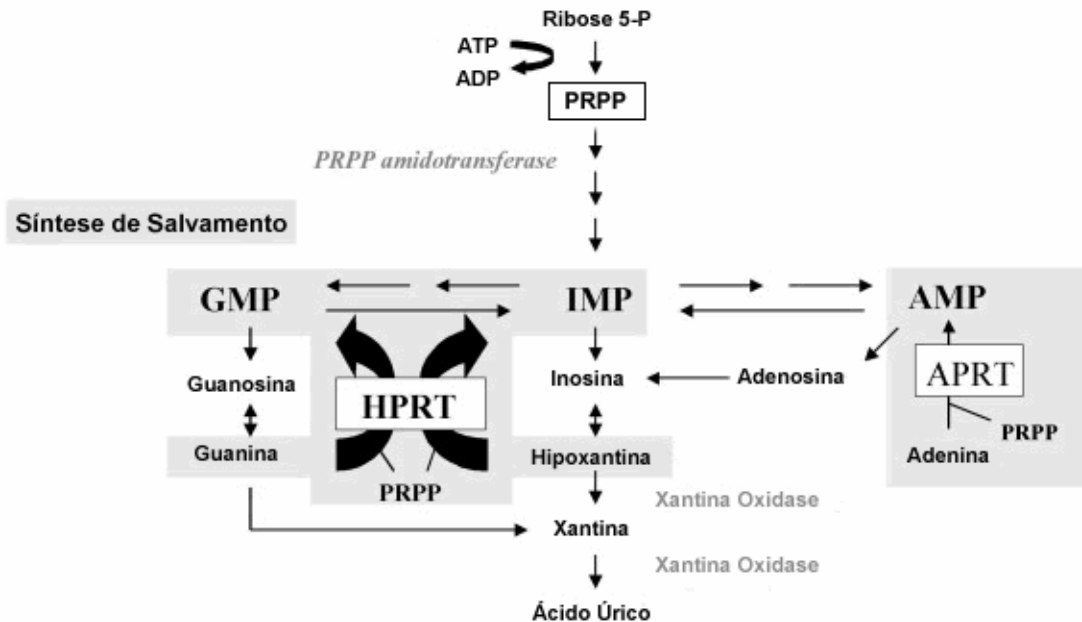 Ribose 5-P
ATP
ADP
PRPP
PRPP amidotransferase
Síntese de Salvamento
GMP
IMP
AMP
Guanosina
HPRT
Inosina
Adenosina
APRT
PRPP
Guanina
PRPP
Hipoxantina
Adenina
Xantina Oxidase
Xantina
Xantina Oxidase
Ácido Úrico